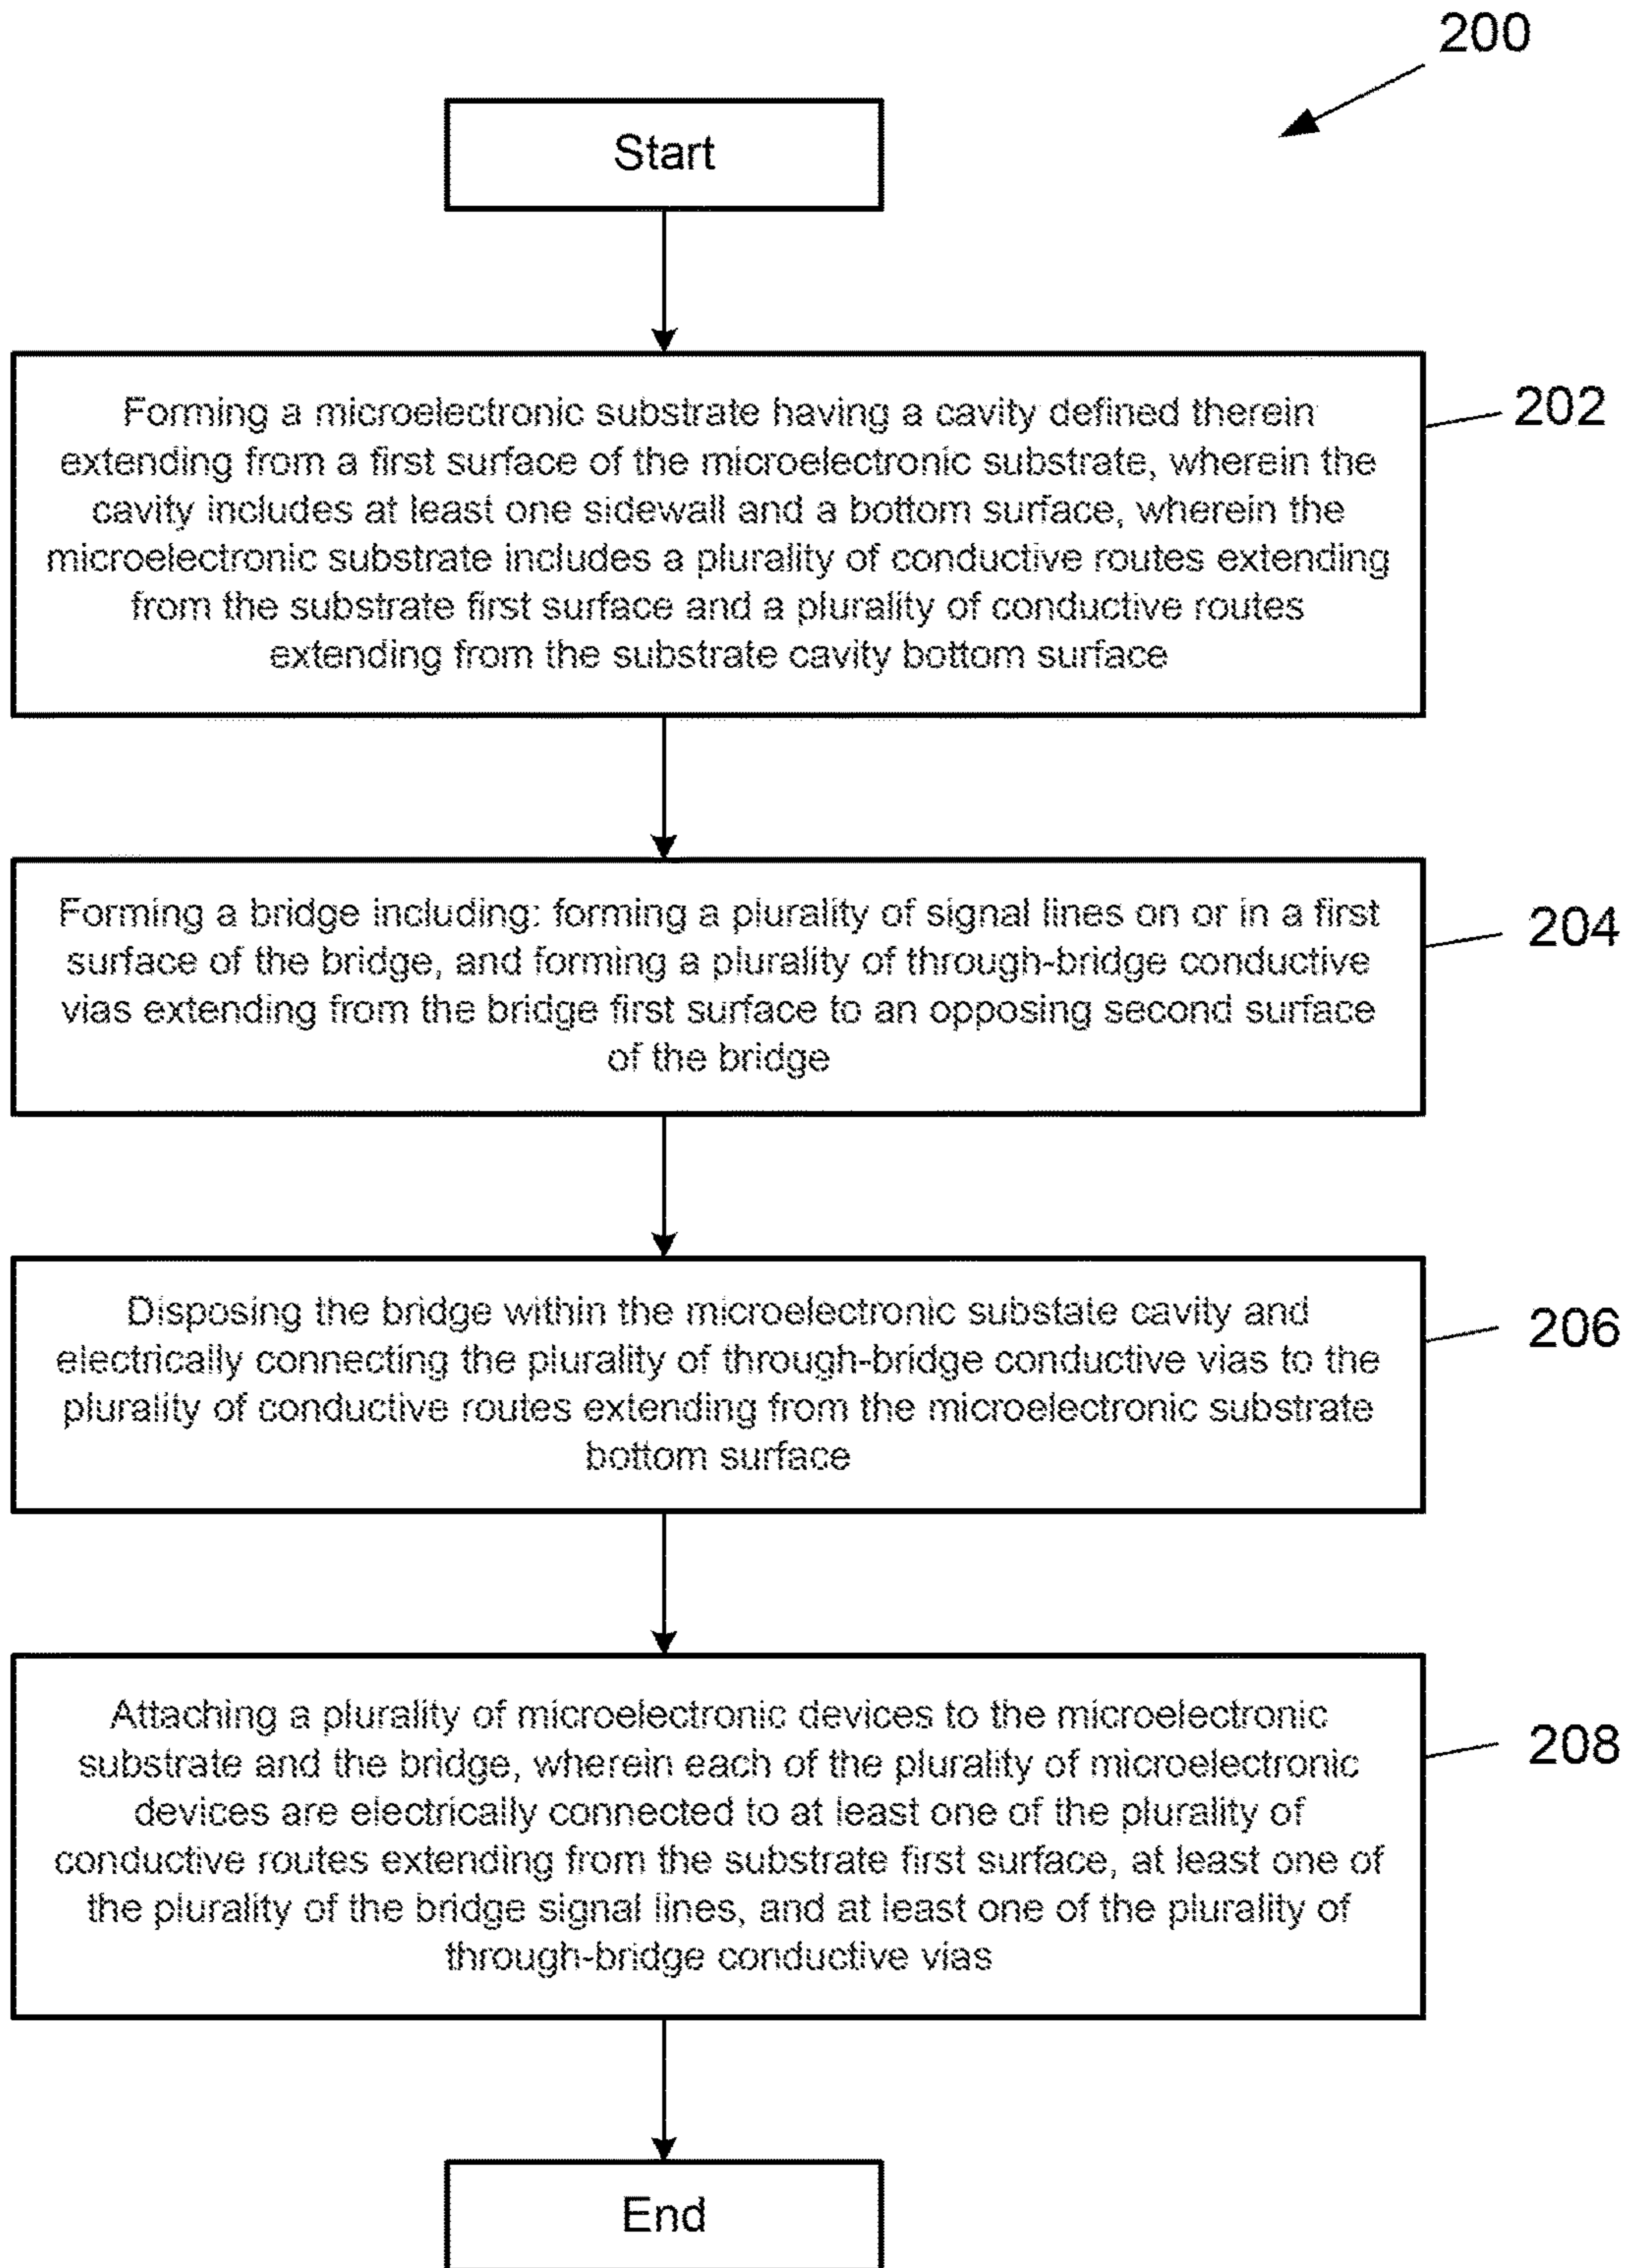 200
Start
Forming a microelectronic substrate having a cavity defined therein
extending from a first surface of the microelectronic substrate, wherein the
cavity includes at least one sidewall and a bottom surface, wherein the
microelectronic substrate includes a plurality of conductive routes extending
from the substrate first surface and a plurality of conductive routes
extending from the substrate cavity bottom surface
202
Forming a bridge including: forming a plurality of signal lines on or in a first
surface of the bridge, and forming a plurality of through-bridge conductive
vias extending from the bridge first surface to an opposing second surface
of the bridge
204
Disposing the bridge within the microelectronic substate cavity and
electrically connecting the plurality of through-bridge conductive vias to the
plurality of conductive routes extending from the microelectronic substrate
bottom surface
206
Attaching a plurality of microelectronic devices to the microelectronic
substrate and the bridge, wherein each of the plurality of microelectronic
devices are electrically connected to at least one of the plurality of
conductive routes extending from the substrate first surface, at least one of
the plurality of the bridge signal lines, and at least one of the plurality of
through-bridge conductive vias
208
End